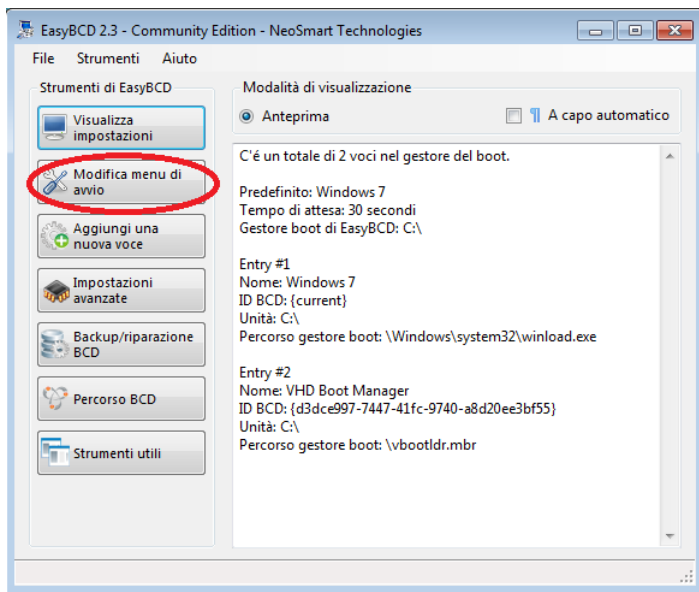 EasyBCD 2.3 - Community Edition - NeoSmart Technologies
File Strumenti Aiuto
Strumenti di EasyBCD
Visualizza
impostazioni
Modifica menu di
avvio
Aggiungi una
nuova voce
Impostazioni
avanzate
Backup/riparazione
BCD
Percorso BCD
Strumenti utili
Modalità di visualizzazione
Anteprima
¶ A capo automatico
C'é un totale di 2 voci nel gestore del boot.
Predefinito: Windows 7
Tempo di attesa: 30 secondi
Gestore boot di EasyBCD: C:\
Entry #1
Nome: Windows 7
ID BCD: {current}
Unità: C:\
Percorso gestore boot: \Windows\system32\winload.exe
Entry #2
Nome: VHD Boot Manager
ID BCD: {d3dce997-7447-41fc-9740-a8d20ee3bf55}
Unità: C:\
Percorso gestore boot: \vbootldr.mbr